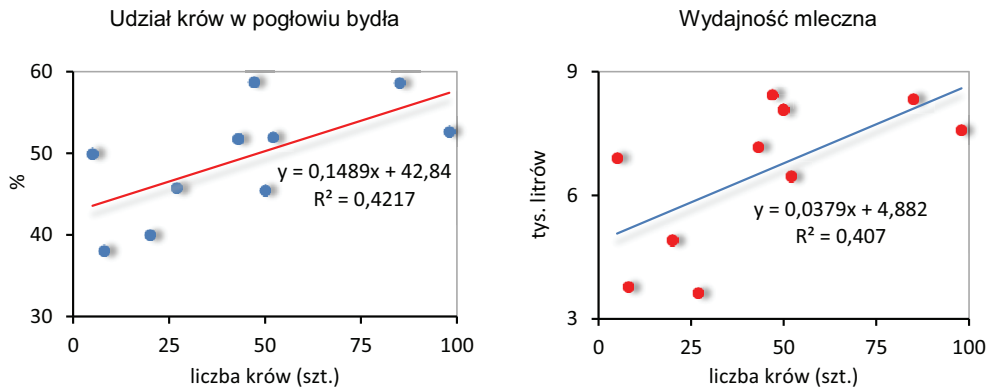 Udział krów w pogłowiu bydła
60
50
40
30
%
y = 0,1489x + 42,84
R² = 0,4217
0 25 50 75 100
liczba krów (szt.)
Wydajność mleczna
9
6
3
tys. litrów
y = 0,0379x + 4,882
R² = 0,407
0 25 50 75 100
liczba krów (szt.)